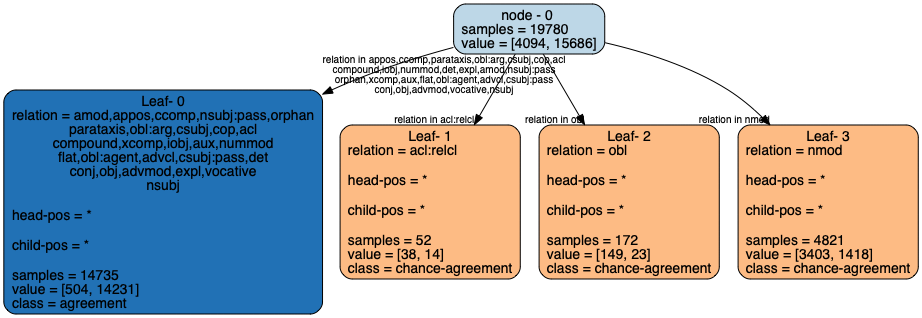 node - 0
samples = 19780
value = [4094, 15686]
relation in appos,ccomp,parataxis,obl:arg,csubj,cop,acl
compound,iobj,nummod,det,expl,amod,nsubj:pass
orphan,xcomp,aux,flat,obl:agent,advcl,csubj:pass
conj,obj,advmod,vocative,nsubj
relation in acl:relcl
relation in obl
relation in nmod
Leaf- 0
relation = amod,appos,ccomp,nsubj:pass,orphan
parataxis,obl:arg,csubj,cop,acl
compound,xcomp,iobj,aux,nummod
flat,obl:agent,advcl,csubj:pass,det
conj,obj,advmod,expl,vocative
nsubj
head-pos = *
child-pos = *
samples = 14735
value = [504, 14231]
class = agreement
Leaf- 1
relation = acl:relcl
head-pos = *
child-pos = *
samples = 52
value = [38, 14]
class = chance-agreement
Leaf- 2
relation = obl
head-pos = *
child-pos = *
samples = 172
value = [149, 23]
class = chance-agreement
Leaf- 3
relation = nmod
head-pos = *
child-pos = *
samples = 4821
value = [3403, 1418]
class = chance-agreement